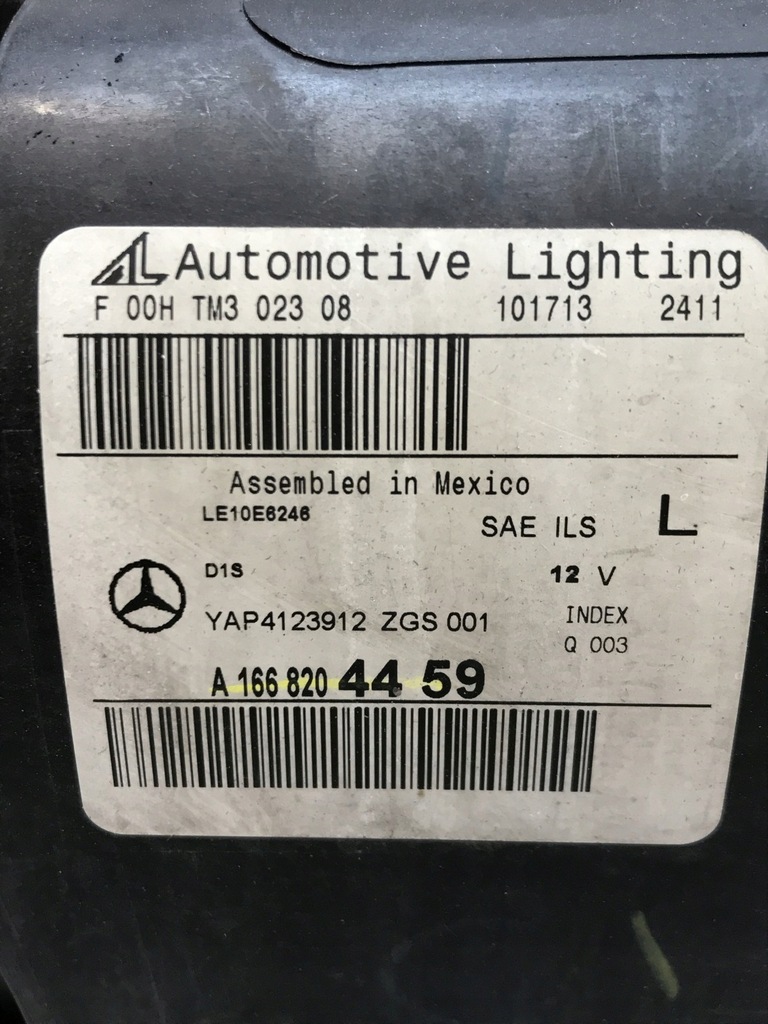 AL Automotive Lighting
F 00H TM3 023 08 101713 2411
Assembled in Mexico
LE10E6246
SAE ILS L
D1S 12 V
YAP4123912 ZGS 001 INDEX
Q 003
A 166 820 44 59